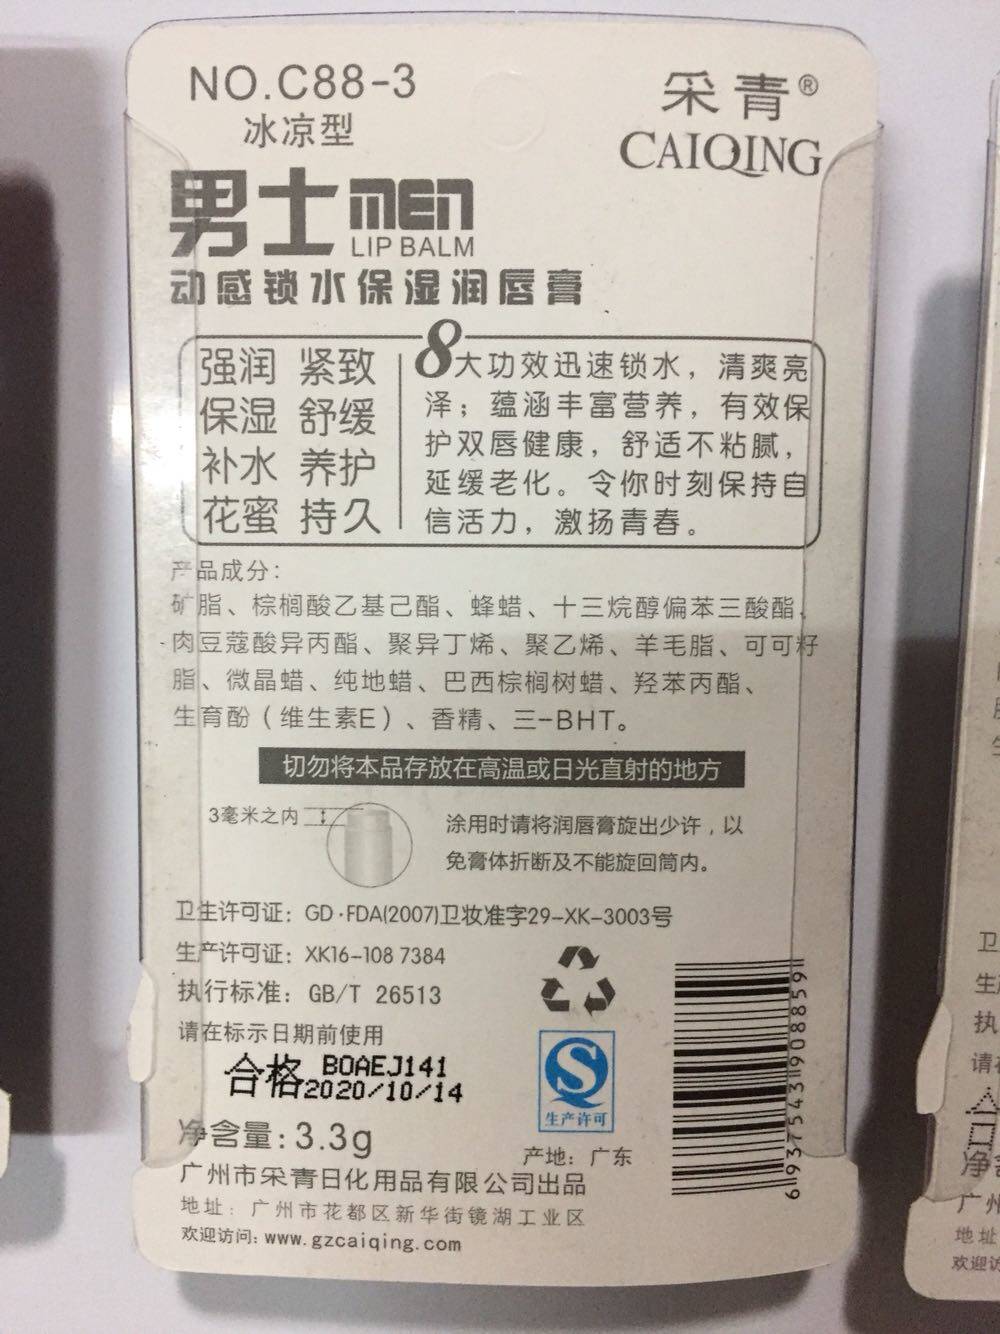 NO.C88-3
冰凉型
采青®
CAIQING
男士 men
LIP BALM
动感锁水保湿润唇膏
强润 紧致
保湿 舒缓
补水 养护
花蜜 持久
8大功效迅速锁水，清爽亮
泽；蕴涵丰富营养，有效保
护双唇健康，舒适不粘腻，
延缓老化。令你时刻保持自
信活力，激扬青春。
产品成分：
矿脂、棕榈酸乙基己酯、蜂蜡、十三烷醇偏苯三酸酯、
肉豆蔻酸异丙酯、聚异丁烯、聚乙烯、羊毛脂、可可籽
脂、微晶蜡、纯地蜡、巴西棕榈树蜡、羟苯丙酯、
生育酚（维生素E）、香精、三-BHT。
切勿将本品存放在高温或日光直射的地方
3毫米之内
涂用时请将润唇膏旋出少许，以
免膏体折断及不能旋回筒内。
卫生许可证：GD·FDA(2007)卫妆准字29-XK-3003号
生产许可证：XK16-108 7384
执行标准：GB/T 26513
请在标示日期前使用
合格 BOAEJ141
2020/10/14
净含量：3.3g
生产许可
产地：广东
6937543908859
广州市采青日化用品有限公司出品
地址：广州市花都区新华街镜湖工业区
欢迎访问：www.gzcaiqing.com
卫
生
执
请
净
广州
地址
欢迎访